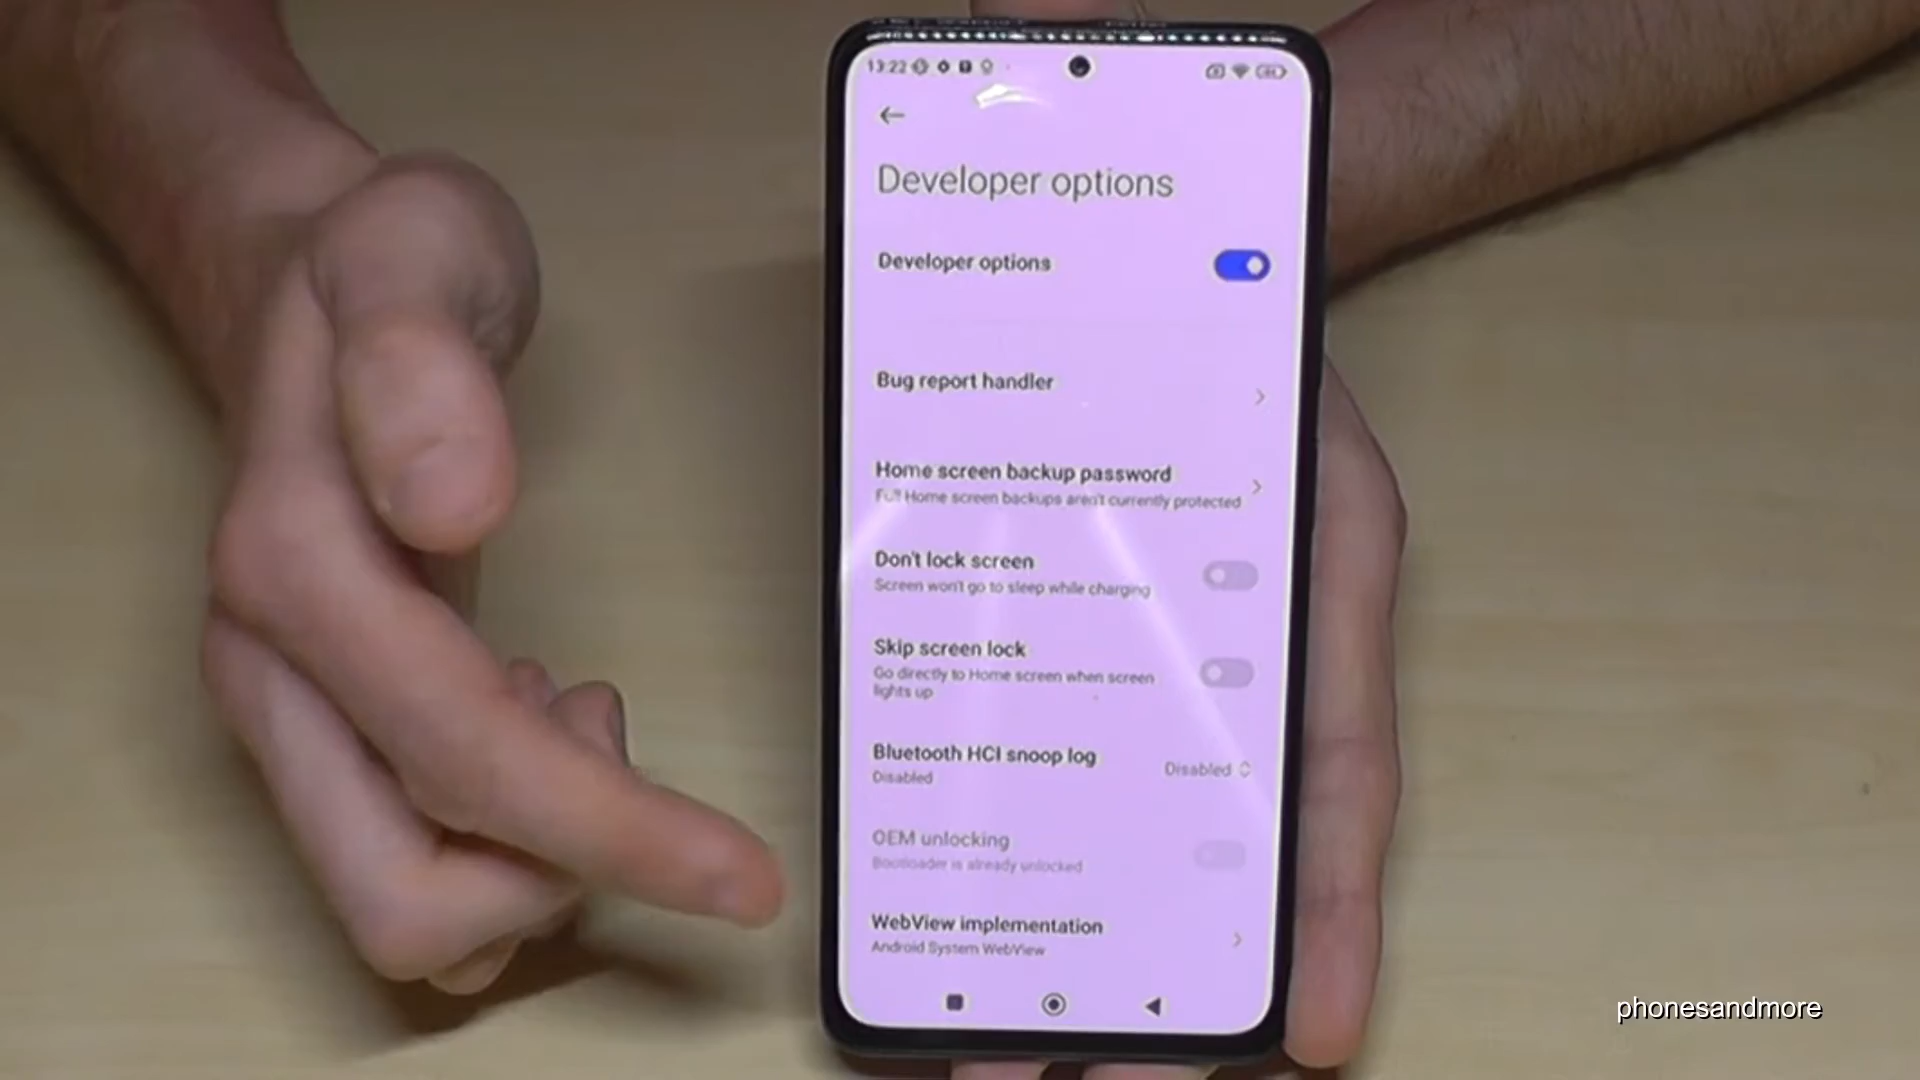 13:22
Developer options
Developer options
Bug report handler
Home screen backup password
Full Home screen backups aren't currently protected
Don't lock screen
Screen won't go to sleep while charging
Skip screen lock
Go directly to Home screen when screen
lights up
Bluetooth HCI snoop log
Disabled
Disabled
OEM unlocking
Bootloader is already unlocked
WebView implementation
Android System WebView
phonesandmore